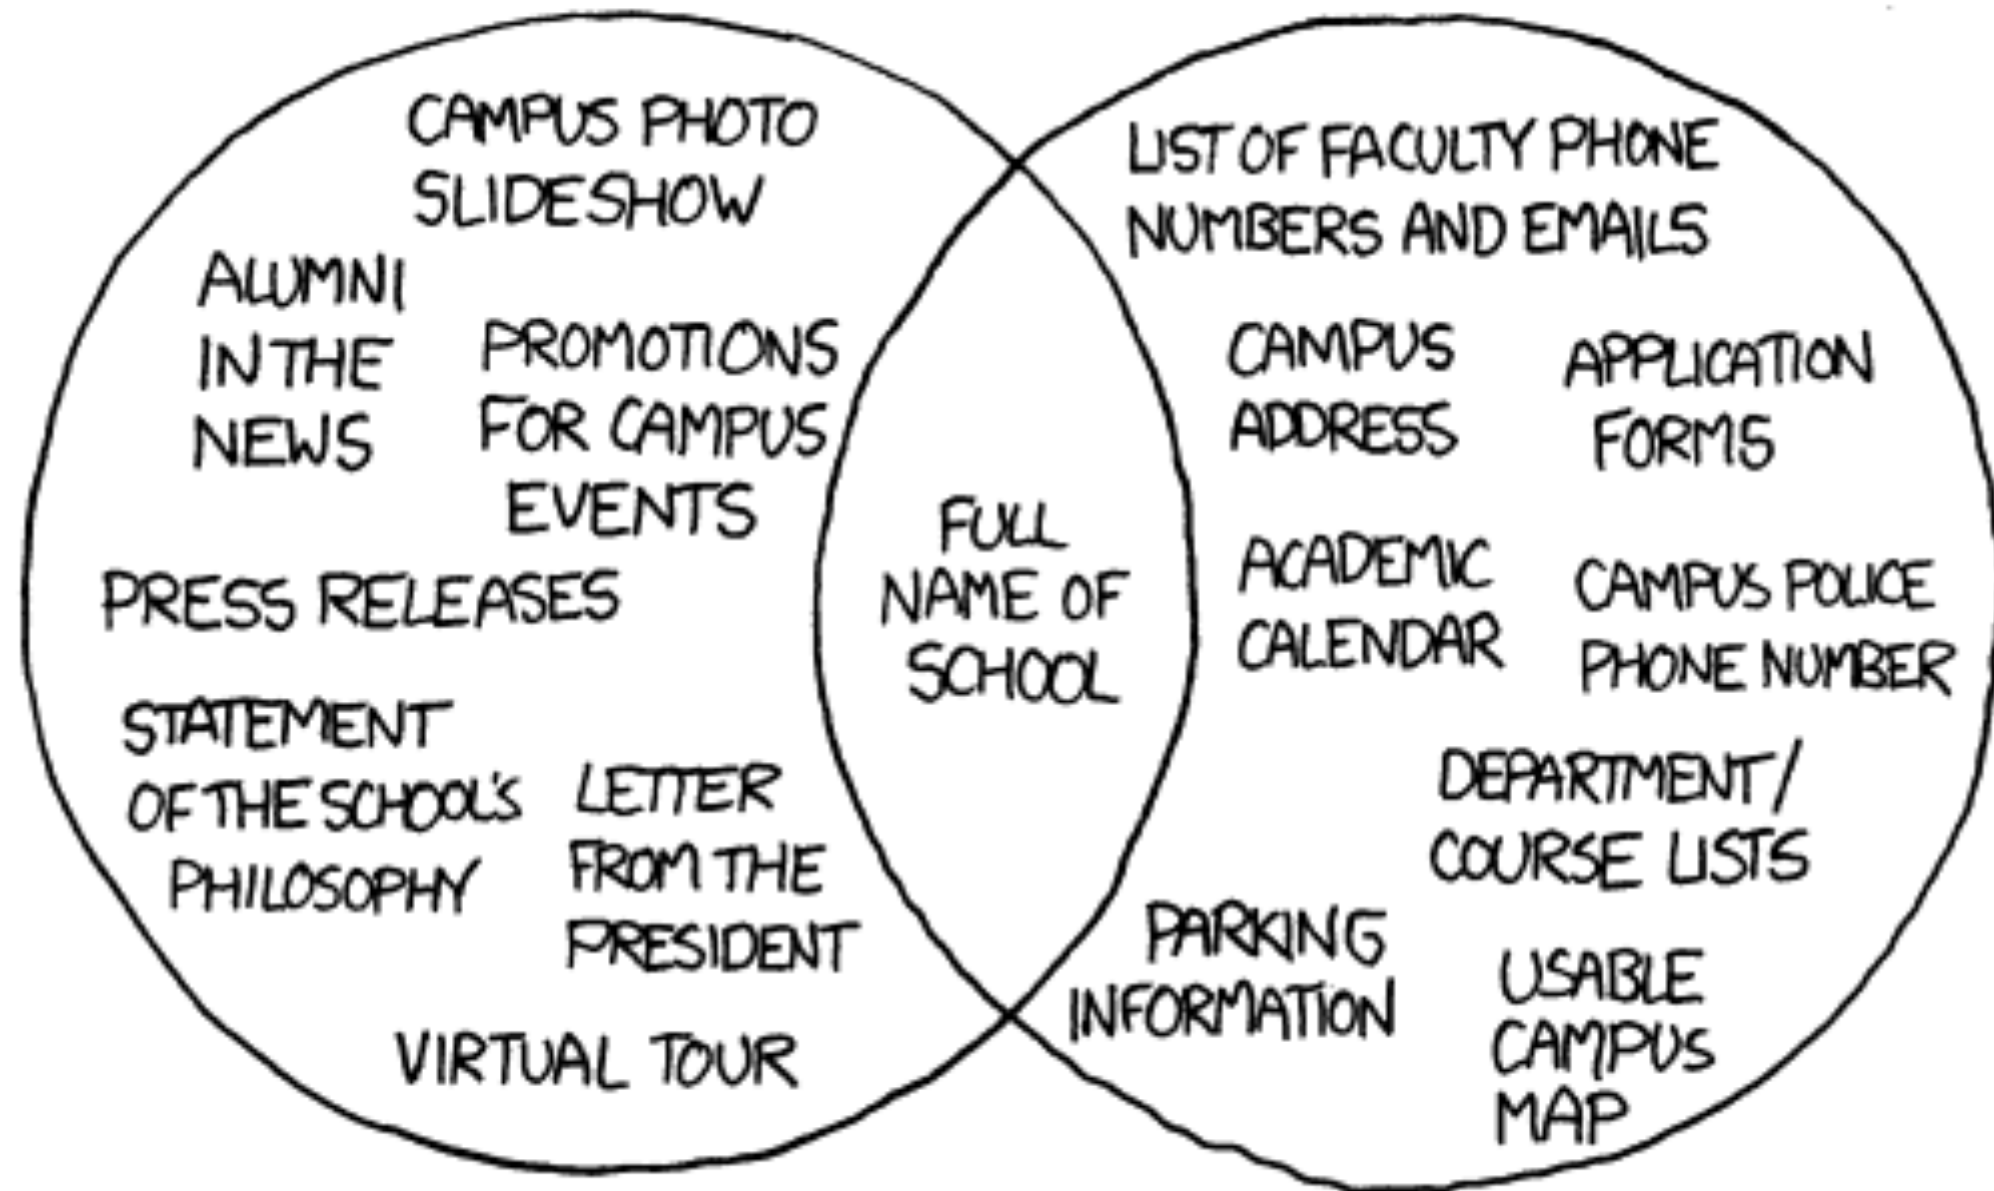 CAMPUS PHOTO
SLIDESHOW
ALUMNI
IN THE
NEWS
PROMOTIONS
FOR CAMPUS
EVENTS
PRESS RELEASES
STATEMENT
OF THE SCHOOL'S
PHILOSOPHY
LETTER
FROM THE
PRESIDENT
VIRTUAL TOUR
FULL
NAME OF
SCHOOL
LIST OF FACULTY PHONE
NUMBERS AND EMAILS
CAMPUS
ADDRESS
APPLICATION
FORMS
ACADEMIC
CALENDAR
CAMPUS POLICE
PHONE NUMBER
DEPARTMENT/
COURSE LISTS
PARKING
INFORMATION
USABLE
CAMPUS
MAP